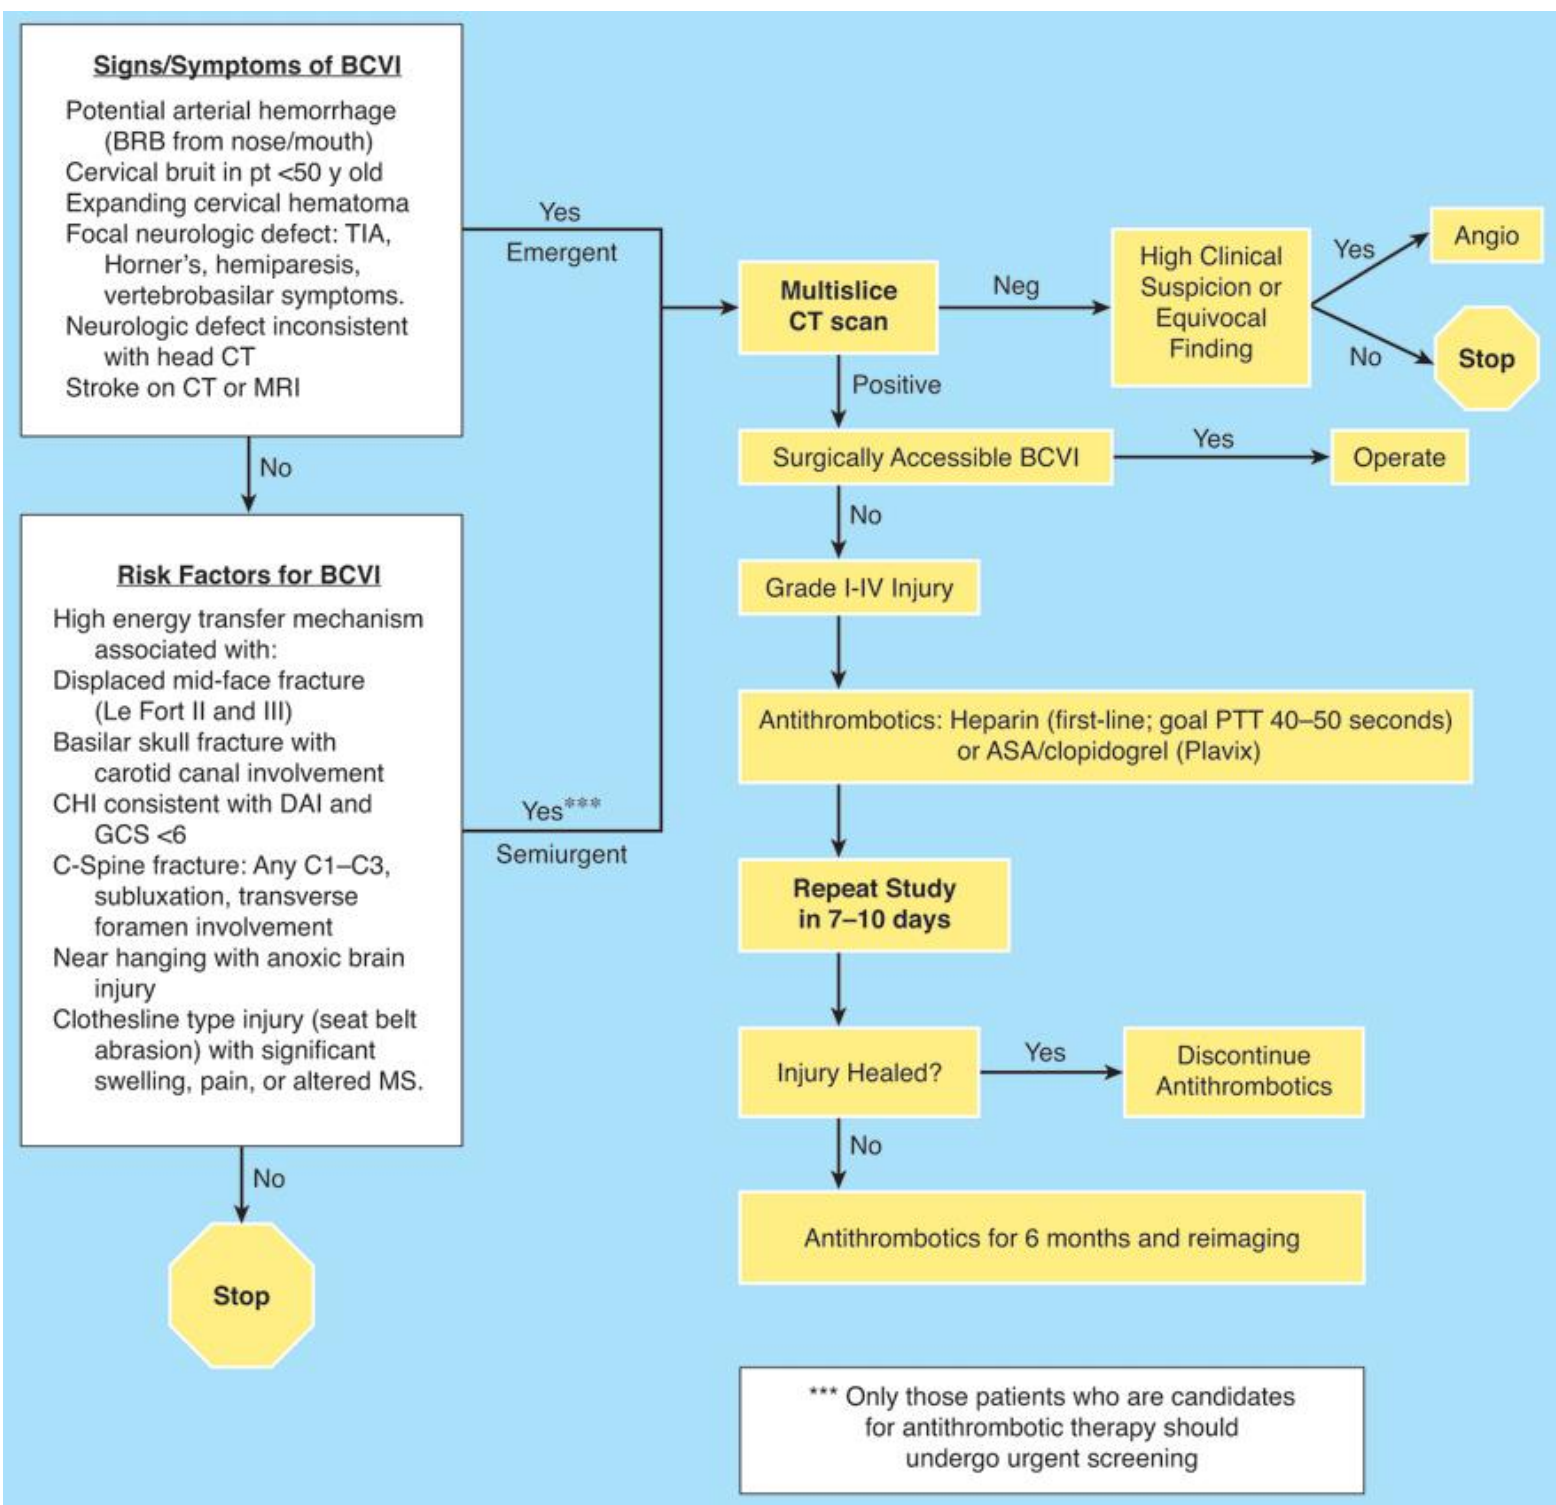 Signs/Symptoms of BCVI
Potential arterial hemorrhage
(BRB from nose/mouth)
Cervical bruit in pt <50 y old
Expanding cervical hematoma
Focal neurologic defect: TIA,
Horner's, hemiparesis,
vertebrobasilar symptoms.
Neurologic defect inconsistent
with head CT
Stroke on CT or MRI
Yes
Emergent
No
Risk Factors for BCVI
High energy transfer mechanism
associated with:
Displaced mid-face fracture
(Le Fort II and III)
Basilar skull fracture with
carotid canal involvement
CHI consistent with DAI and
GCS <6
C-Spine fracture: Any C1–C3,
subluxation, transverse
foramen involvement
Near hanging with anoxic brain
injury
Clothesline type injury (seat belt
abrasion) with significant
swelling, pain, or altered MS.
Yes***
Semiurgent
No
Stop
Multislice
CT scan
Neg
High Clinical
Suspicion or
Equivocal
Finding
Yes
Angio
No
Stop
Positive
Surgically Accessible BCVI
Yes
Operate
No
Grade I-IV Injury
Antithrombotics: Heparin (first-line; goal PTT 40–50 seconds)
or ASA/clopidogrel (Plavix)
Repeat Study
in 7–10 days
Injury Healed?
Yes
Discontinue
Antithrombotics
No
Antithrombotics for 6 months and reimaging
*** Only those patients who are candidates
for antithrombotic therapy should
undergo urgent screening